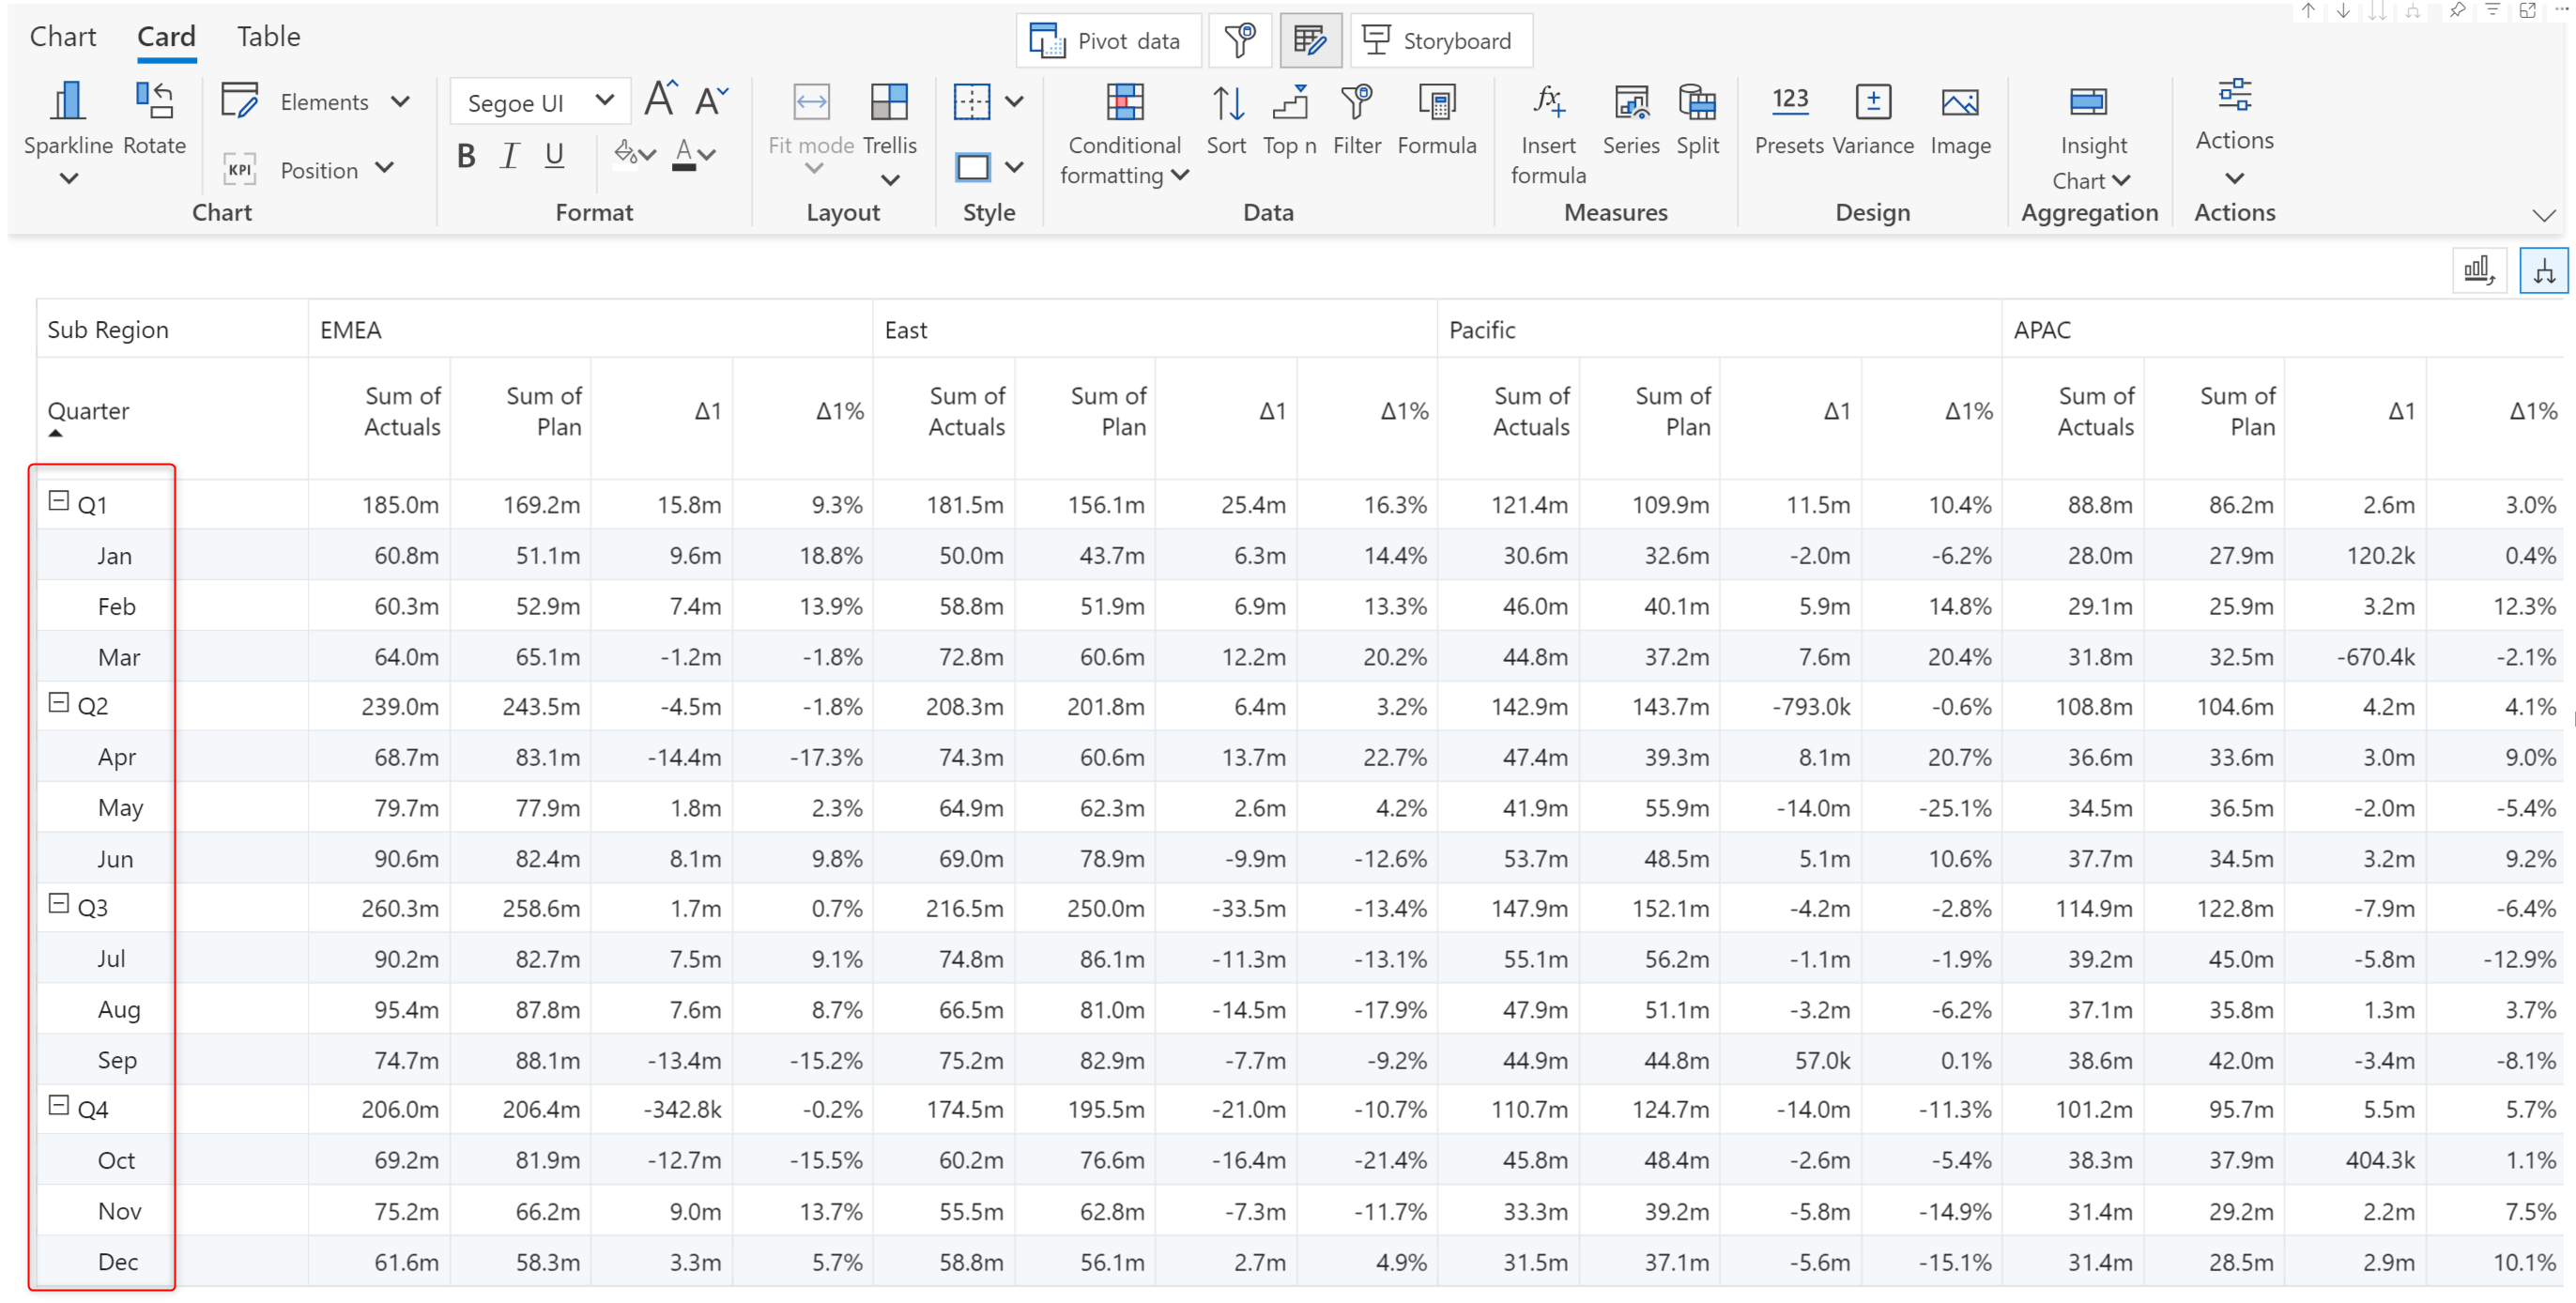 Chart Card Table
Pivot data Storyboard
Sparkline Rotate Elements Position KPI
Segoe UI A A
B I U A
Fit mode Trellis
Conditional formatting Sort Top n Filter Formula
fx Insert formula Series Split
123 Presets Variance Image
Insight Chart
Actions
Chart Format Layout Style Data Measures Design Aggregation Actions
Sub Region EMEA East Pacific APAC
Quarter Sum of Actuals Sum of Plan Δ1 Δ1% Sum of Actuals Sum of Plan Δ1 Δ1% Sum of Actuals Sum of Plan Δ1 Δ1% Sum of Actuals Sum of Plan Δ1 Δ1%
Q1 185.0m 169.2m 15.8m 9.3% 181.5m 156.1m 25.4m 16.3% 121.4m 109.9m 11.5m 10.4% 88.8m 86.2m 2.6m 3.0%
Jan 60.8m 51.1m 9.6m 18.8% 50.0m 43.7m 6.3m 14.4% 30.6m 32.6m -2.0m -6.2% 28.0m 27.9m 120.2k 0.4%
Feb 60.3m 52.9m 7.4m 13.9% 58.8m 51.9m 6.9m 13.3% 46.0m 40.1m 5.9m 14.8% 29.1m 25.9m 3.2m 12.3%
Mar 64.0m 65.1m -1.2m -1.8% 72.8m 60.6m 12.2m 20.2% 44.8m 37.2m 7.6m 20.4% 31.8m 32.5m -670.4k -2.1%
Q2 239.0m 243.5m -4.5m -1.8% 208.3m 201.8m 6.4m 3.2% 142.9m 143.7m -793.0k -0.6% 108.8m 104.6m 4.2m 4.1%
Apr 68.7m 83.1m -14.4m -17.3% 74.3m 60.6m 13.7m 22.7% 47.4m 39.3m 8.1m 20.7% 36.6m 33.6m 3.0m 9.0%
May 79.7m 77.9m 1.8m 2.3% 64.9m 62.3m 2.6m 4.2% 41.9m 55.9m -14.0m -25.1% 34.5m 36.5m -2.0m -5.4%
Jun 90.6m 82.4m 8.1m 9.8% 69.0m 78.9m -9.9m -12.6% 53.7m 48.5m 5.1m 10.6% 37.7m 34.5m 3.2m 9.2%
Q3 260.3m 258.6m 1.7m 0.7% 216.5m 250.0m -33.5m -13.4% 147.9m 152.1m -4.2m -2.8% 114.9m 122.8m -7.9m -6.4%
Jul 90.2m 82.7m 7.5m 9.1% 74.8m 86.1m -11.3m -13.1% 55.1m 56.2m -1.1m -1.9% 39.2m 45.0m -5.8m -12.9%
Aug 95.4m 87.8m 7.6m 8.7% 66.5m 81.0m -14.5m -17.9% 47.9m 51.1m -3.2m -6.2% 37.1m 35.8m 1.3m 3.7%
Sep 74.7m 88.1m -13.4m -15.2% 75.2m 82.9m -7.7m -9.2% 44.9m 44.8m 57.0k 0.1% 38.6m 42.0m -3.4m -8.1%
Q4 206.0m 206.4m -342.8k -0.2% 174.5m 195.5m -21.0m -10.7% 110.7m 124.7m -14.0m -11.3% 101.2m 95.7m 5.5m 5.7%
Oct 69.2m 81.9m -12.7m -15.5% 60.2m 76.6m -16.4m -21.4% 45.8m 48.4m -2.6m -5.4% 38.3m 37.9m 404.3k 1.1%
Nov 75.2m 66.2m 9.0m 13.7% 55.5m 62.8m -7.3m -11.7% 33.3m 39.2m -5.8m -14.9% 31.4m 29.2m 2.2m 7.5%
Dec 61.6m 58.3m 3.3m 5.7% 58.8m 56.1m 2.7m 4.9% 31.5m 37.1m -5.6m -15.1% 31.4m 28.5m 2.9m 10.1%